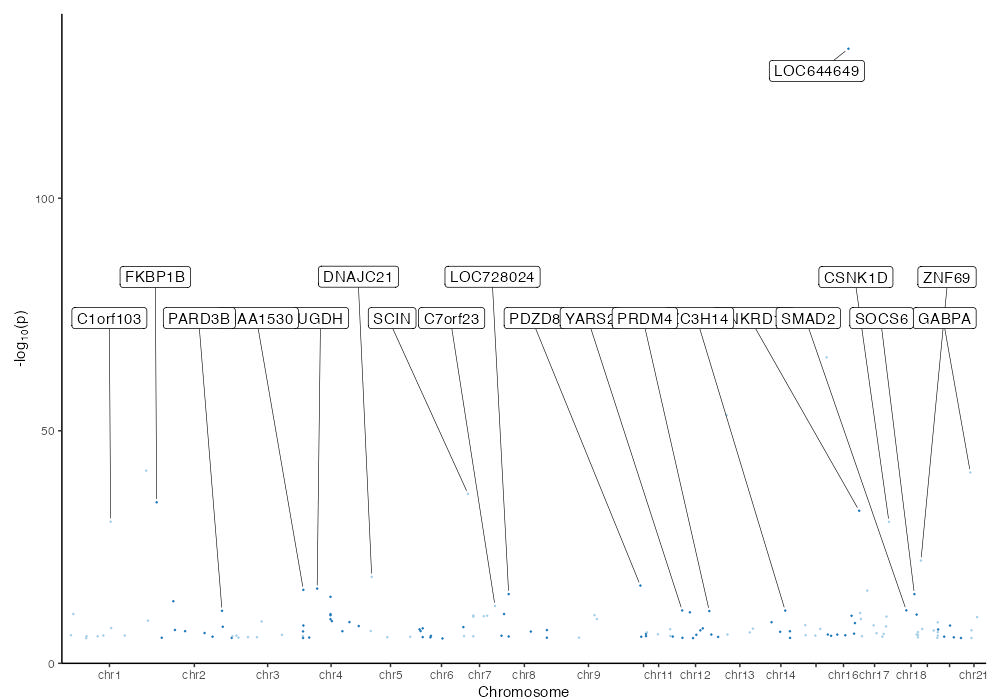 LOC644649
100
FKBP1B DNAJC21 LOC728024 CSNK1D ZNF69
C1orf103 PARD3B AA1530 UGDH SCIN C7orf23 PDZD8 YARS2 PRDM4 C3H14 SMAD2 SOCS6 GABPA
-log10(p)
50
0
chr1 chr2 chr3 chr4 chr5 chr6 chr7 chr8 chr9 chr11 chr12 chr13 chr14 chr16 chr17 chr18 chr21
Chromosome